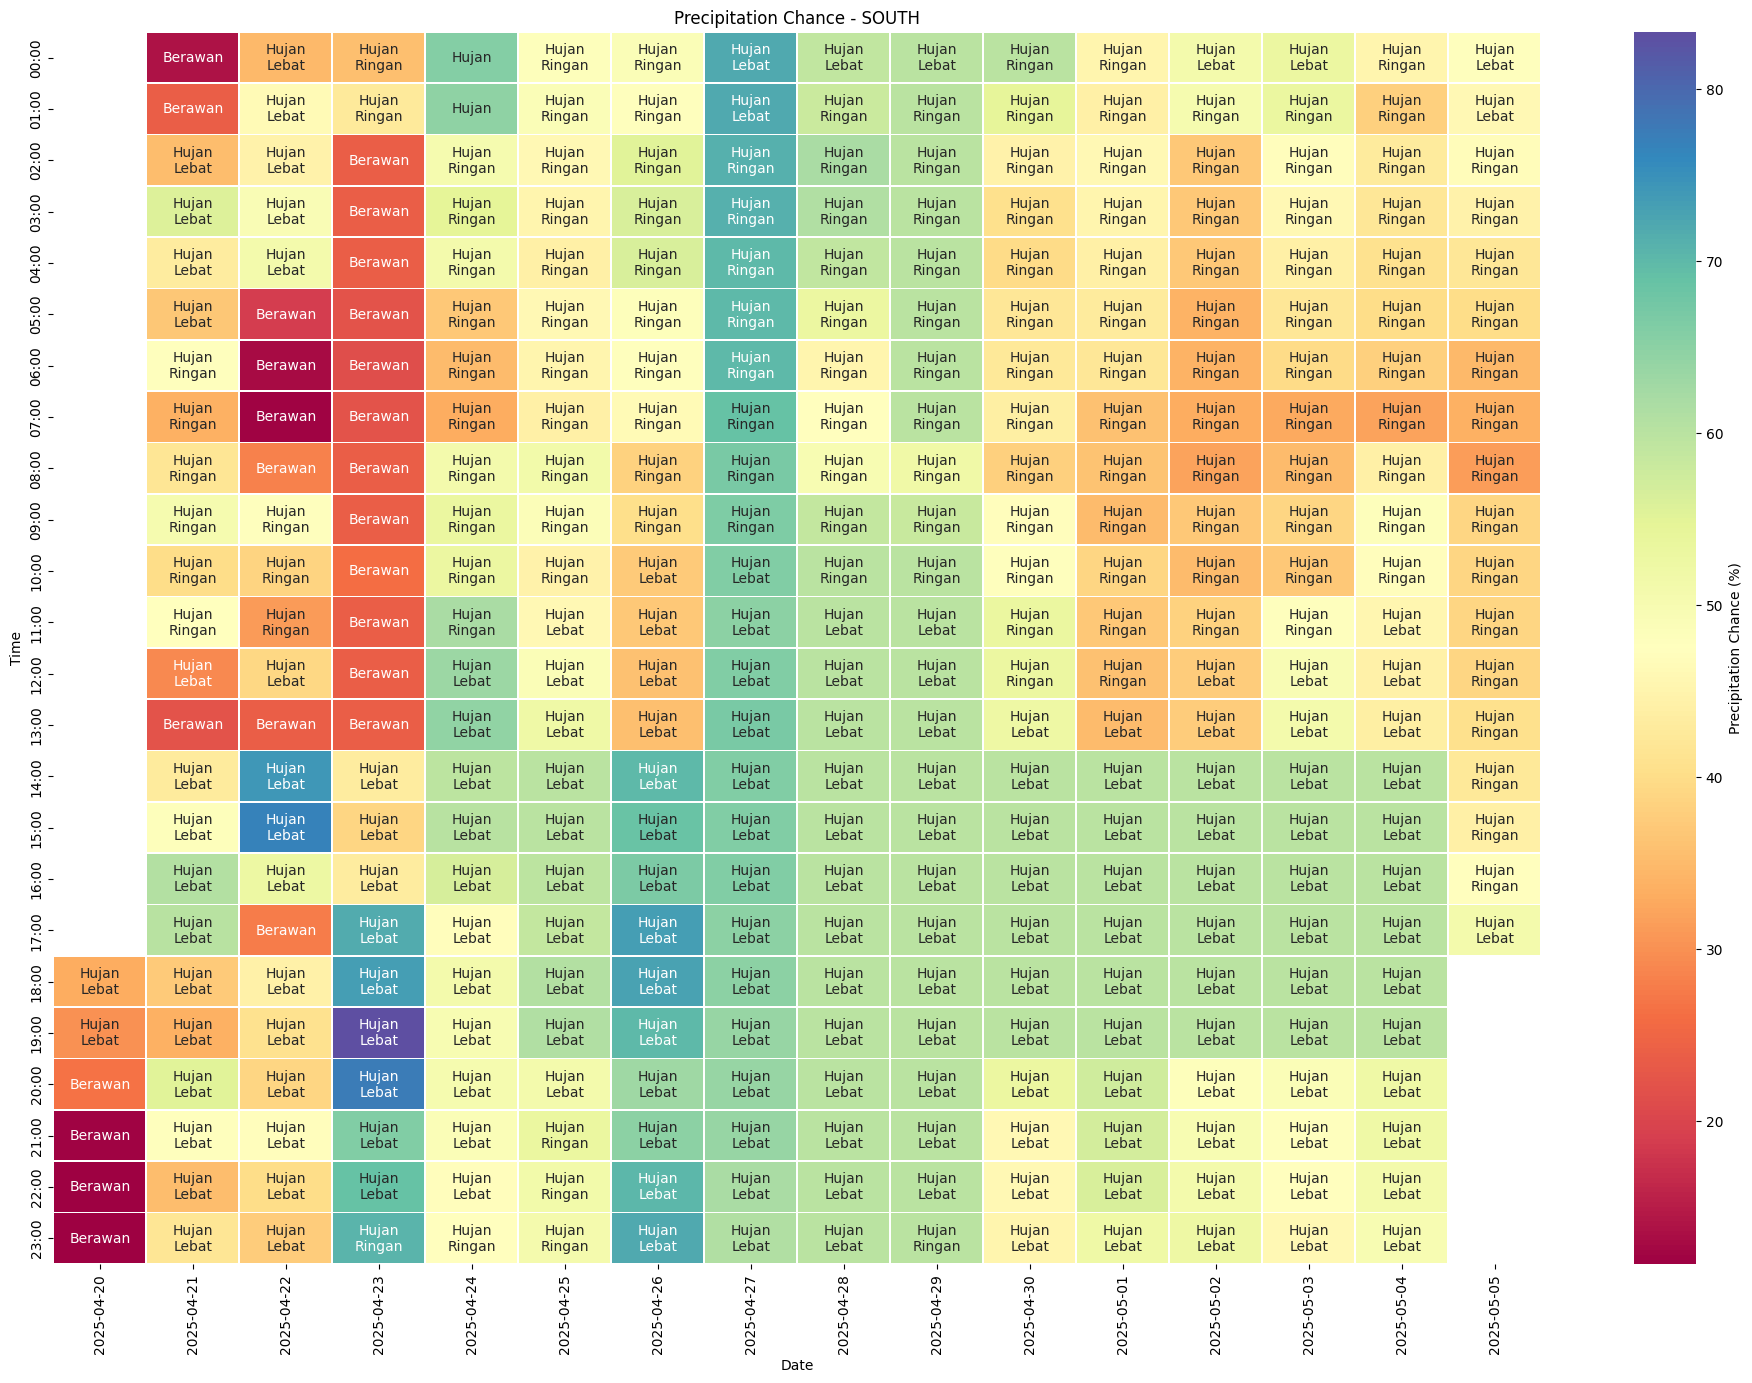 Precipitation Chance - SOUTH
00:00 Berawan Hujan Lebat Hujan Ringan Hujan Hujan Ringan Hujan Ringan Hujan Lebat Hujan Lebat Hujan Lebat Hujan Ringan Hujan Ringan Hujan Lebat Hujan Lebat Hujan Ringan Hujan Lebat
01:00 Berawan Hujan Lebat Hujan Ringan Hujan Hujan Ringan Hujan Ringan Hujan Lebat Hujan Ringan Hujan Ringan Hujan Ringan Hujan Ringan Hujan Ringan Hujan Ringan Hujan Ringan Hujan Lebat
02:00 Hujan Lebat Hujan Lebat Berawan Hujan Ringan Hujan Ringan Hujan Ringan Hujan Ringan Hujan Ringan Hujan Ringan Hujan Ringan Hujan Ringan Hujan Ringan Hujan Ringan Hujan Ringan Hujan Ringan
03:00 Hujan Lebat Hujan Lebat Berawan Hujan Ringan Hujan Ringan Hujan Ringan Hujan Ringan Hujan Ringan Hujan Ringan Hujan Ringan Hujan Ringan Hujan Ringan Hujan Ringan Hujan Ringan Hujan Ringan
04:00 Hujan Lebat Hujan Lebat Berawan Hujan Ringan Hujan Ringan Hujan Ringan Hujan Ringan Hujan Ringan Hujan Ringan Hujan Ringan Hujan Ringan Hujan Ringan Hujan Ringan Hujan Ringan Hujan Ringan
05:00 Hujan Lebat Berawan Berawan Hujan Ringan Hujan Ringan Hujan Ringan Hujan Ringan Hujan Ringan Hujan Ringan Hujan Ringan Hujan Ringan Hujan Ringan Hujan Ringan Hujan Ringan Hujan Ringan
06:00 Hujan Ringan Berawan Berawan Hujan Ringan Hujan Ringan Hujan Ringan Hujan Ringan Hujan Ringan Hujan Ringan Hujan Ringan Hujan Ringan Hujan Ringan Hujan Ringan Hujan Ringan Hujan Ringan
07:00 Hujan Ringan Berawan Berawan Hujan Ringan Hujan Ringan Hujan Ringan Hujan Ringan Hujan Ringan Hujan Ringan Hujan Ringan Hujan Ringan Hujan Ringan Hujan Ringan Hujan Ringan Hujan Ringan
08:00 Hujan Ringan Berawan Berawan Hujan Ringan Hujan Ringan Hujan Ringan Hujan Ringan Hujan Ringan Hujan Ringan Hujan Ringan Hujan Ringan Hujan Ringan Hujan Ringan Hujan Ringan Hujan Ringan
09:00 Hujan Ringan Hujan Ringan Berawan Hujan Ringan Hujan Ringan Hujan Ringan Hujan Ringan Hujan Ringan Hujan Ringan Hujan Ringan Hujan Ringan Hujan Ringan Hujan Ringan Hujan Ringan Hujan Ringan
10:00 Hujan Ringan Hujan Ringan Berawan Hujan Ringan Hujan Ringan Hujan Lebat Hujan Lebat Hujan Ringan Hujan Ringan Hujan Ringan Hujan Ringan Hujan Ringan Hujan Ringan Hujan Ringan Hujan Ringan
11:00 Hujan Ringan Hujan Ringan Berawan Hujan Ringan Hujan Lebat Hujan Lebat Hujan Lebat Hujan Lebat Hujan Lebat Hujan Ringan Hujan Ringan Hujan Ringan Hujan Ringan Hujan Lebat Hujan Ringan
12:00 Hujan Lebat Hujan Lebat Berawan Hujan Lebat Hujan Lebat Hujan Lebat Hujan Lebat Hujan Lebat Hujan Lebat Hujan Ringan Hujan Ringan Hujan Lebat Hujan Lebat Hujan Lebat Hujan Ringan
13:00 Berawan Berawan Berawan Hujan Lebat Hujan Lebat Hujan Lebat Hujan Lebat Hujan Lebat Hujan Lebat Hujan Lebat Hujan Lebat Hujan Lebat Hujan Lebat Hujan Lebat Hujan Ringan
14:00 Hujan Lebat Hujan Lebat Hujan Lebat Hujan Lebat Hujan Lebat Hujan Lebat Hujan Lebat Hujan Lebat Hujan Lebat Hujan Lebat Hujan Lebat Hujan Lebat Hujan Lebat Hujan Lebat Hujan Ringan
15:00 Hujan Lebat Hujan Lebat Hujan Lebat Hujan Lebat Hujan Lebat Hujan Lebat Hujan Lebat Hujan Lebat Hujan Lebat Hujan Lebat Hujan Lebat Hujan Lebat Hujan Lebat Hujan Lebat Hujan Ringan
16:00 Hujan Lebat Hujan Lebat Hujan Lebat Hujan Lebat Hujan Lebat Hujan Lebat Hujan Lebat Hujan Lebat Hujan Lebat Hujan Lebat Hujan Lebat Hujan Lebat Hujan Lebat Hujan Lebat Hujan Ringan
17:00 Hujan Lebat Berawan Hujan Lebat Hujan Lebat Hujan Lebat Hujan Lebat Hujan Lebat Hujan Lebat Hujan Lebat Hujan Lebat Hujan Lebat Hujan Lebat Hujan Lebat Hujan Lebat Hujan Lebat
18:00 Hujan Lebat Hujan Lebat Hujan Lebat Hujan Lebat Hujan Lebat Hujan Lebat Hujan Lebat Hujan Lebat Hujan Lebat Hujan Lebat Hujan Lebat Hujan Lebat Hujan Lebat Hujan Lebat Hujan Lebat
19:00 Hujan Lebat Hujan Lebat Hujan Lebat Hujan Lebat Hujan Lebat Hujan Lebat Hujan Lebat Hujan Lebat Hujan Lebat Hujan Lebat Hujan Lebat Hujan Lebat Hujan Lebat Hujan Lebat Hujan Lebat
20:00 Berawan Hujan Lebat Hujan Lebat Hujan Lebat Hujan Lebat Hujan Lebat Hujan Lebat Hujan Lebat Hujan Lebat Hujan Lebat Hujan Lebat Hujan Lebat Hujan Lebat Hujan Lebat Hujan Lebat
21:00 Berawan Hujan Lebat Hujan Lebat Hujan Lebat Hujan Lebat Hujan Ringan Hujan Lebat Hujan Lebat Hujan Lebat Hujan Lebat Hujan Lebat Hujan Lebat Hujan Lebat Hujan Lebat Hujan Lebat
22:00 Berawan Hujan Lebat Hujan Lebat Hujan Lebat Hujan Lebat Hujan Ringan Hujan Lebat Hujan Lebat Hujan Lebat Hujan Lebat Hujan Lebat Hujan Lebat Hujan Lebat Hujan Lebat Hujan Lebat
23:00 Berawan Hujan Lebat Hujan Lebat Hujan Ringan Hujan Ringan Hujan Ringan Hujan Lebat Hujan Lebat Hujan Lebat Hujan Ringan Hujan Lebat Hujan Lebat Hujan Lebat Hujan Lebat Hujan Lebat
2025-04-20 2025-04-21 2025-04-22 2025-04-23 2025-04-24 2025-04-25 2025-04-26 2025-04-27 2025-04-28 2025-04-29 2025-04-30 2025-05-01 2025-05-02 2025-05-03 2025-05-04 2025-05-05
Time
Date
80
70
60
50
40
30
20
Precipitation Chance (%)